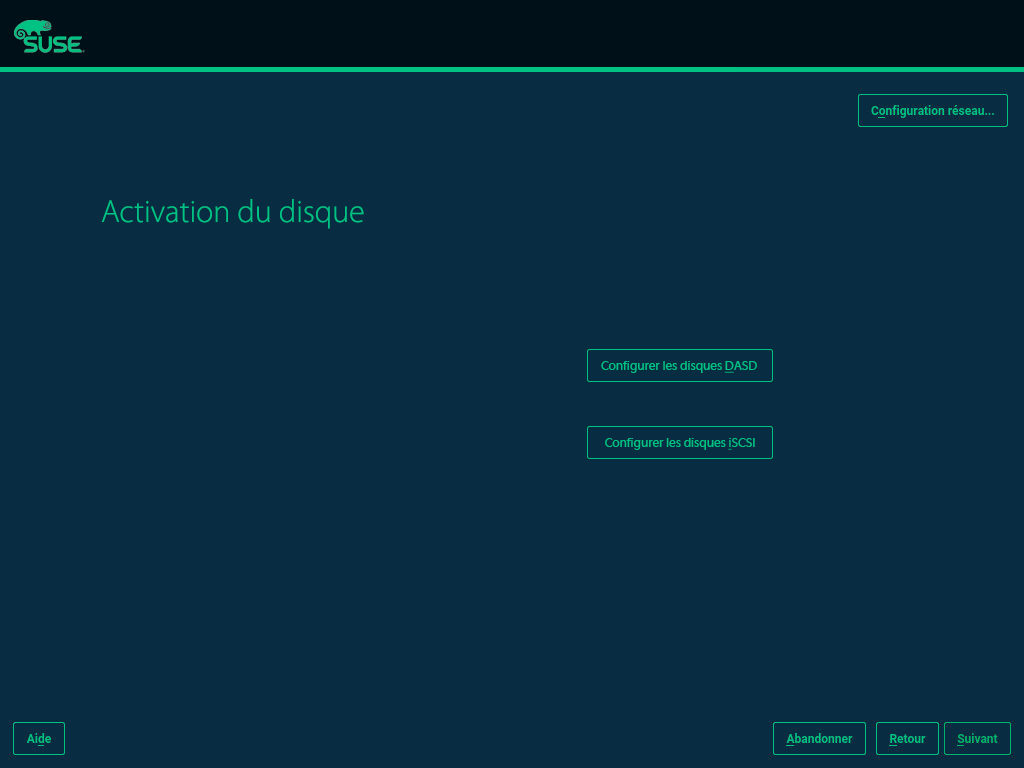 SUSE
Configuration réseau...
Activation du disque
Configurer les disques DASD
Configurer les disques iSCSI
Aide
Abandonner
Retour
Suivant